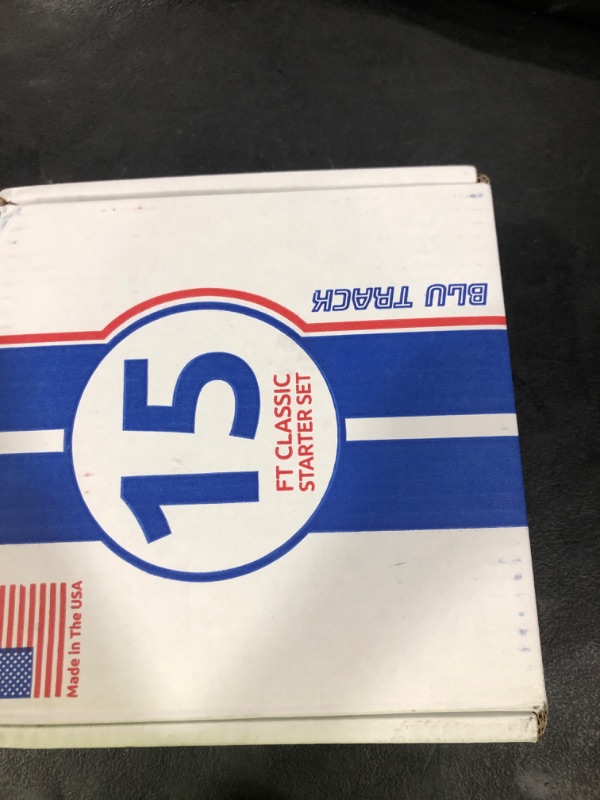 BLU TRACK
15
FT CLASSIC
STARTER SET
Made in The USA